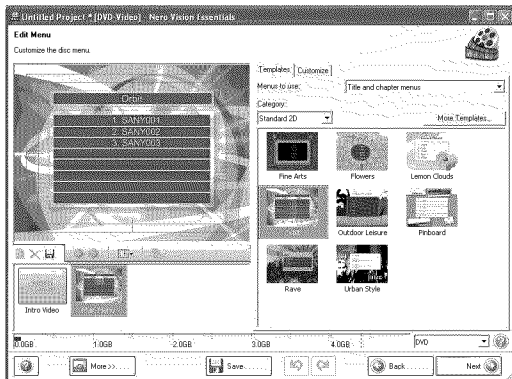 Untitled Project *[DVD-Video] - Nero Vision Essentials
Edit Menu
Customize the disc menu.
Templates
Customize
Menus to use:
Title and chapter menus
Category:
Standard 2D
More Templates...
Orbit
1. SANY001
2. SANY002
3. SANY003
Fine Arts
Flowers
Lemon Clouds
Outdoor Leisure
Pinboard
Rave
Urban Style
Intro Video
0.0GB
1.0GB
2.0GB
3.0GB
4.0GB
DVD
More >>
Save
Back
Next